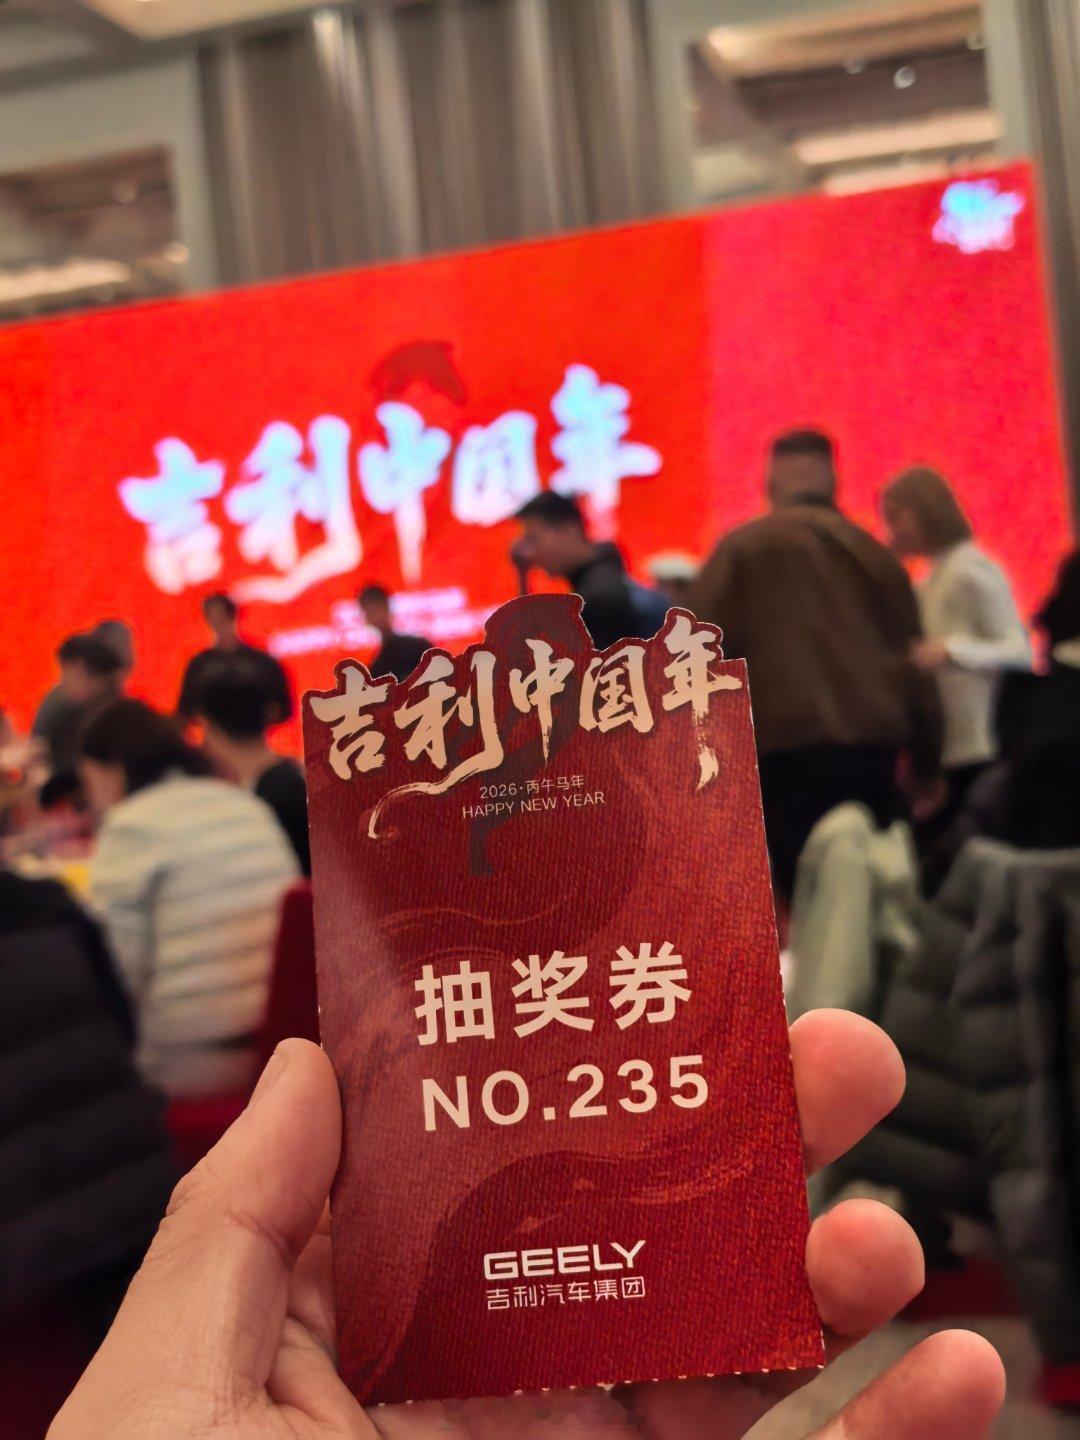 吉利中国年
吉利中国年
2026·丙午马年
HAPPY NEW YEAR
抽奖券
NO.235
GEELY
吉利汽车集团